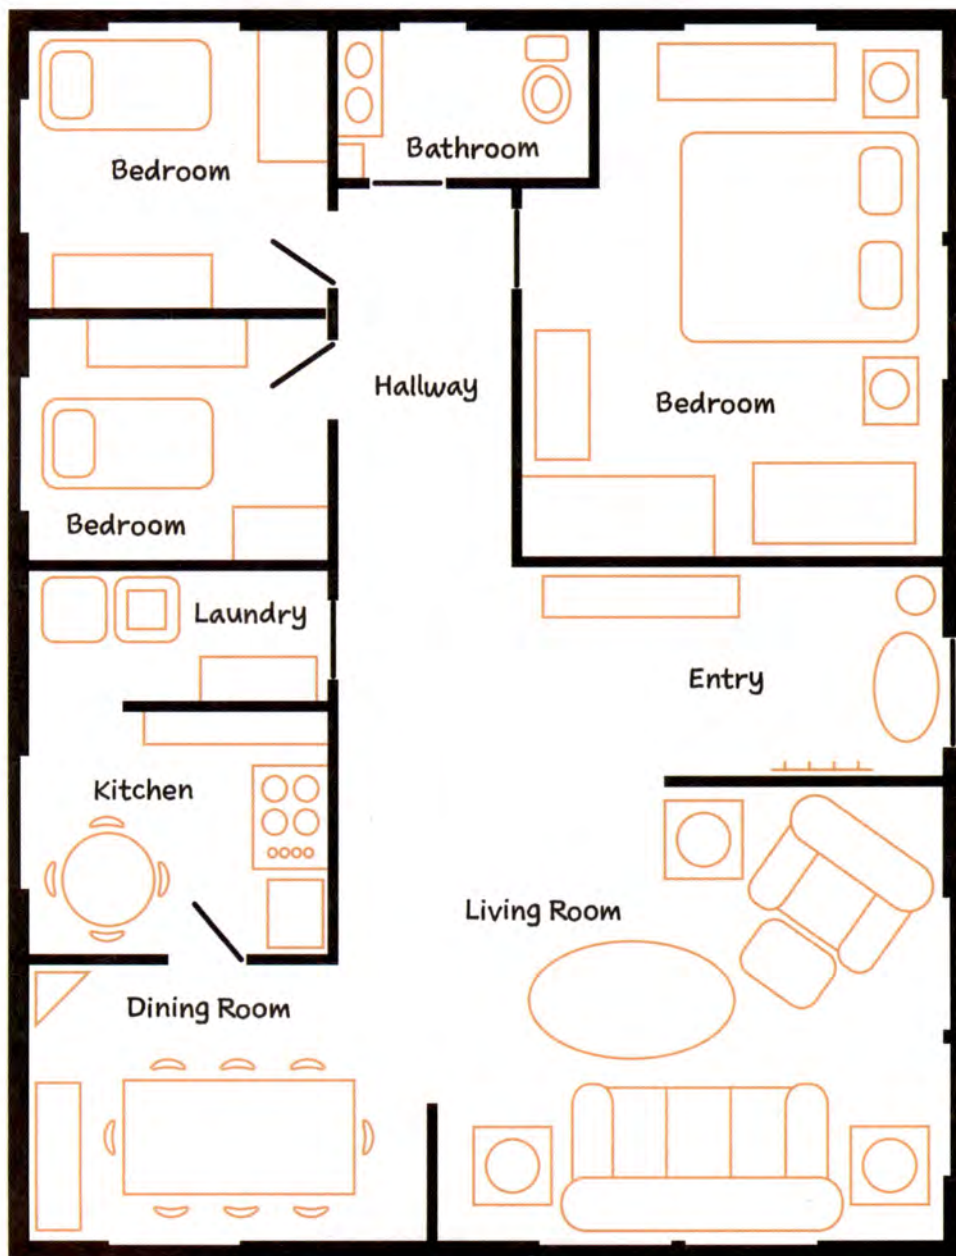 Bathroom
Bedroom
Hallway
Bedroom
Bedroom
Laundry
Entry
Kitchen
Living Room
Dining Room